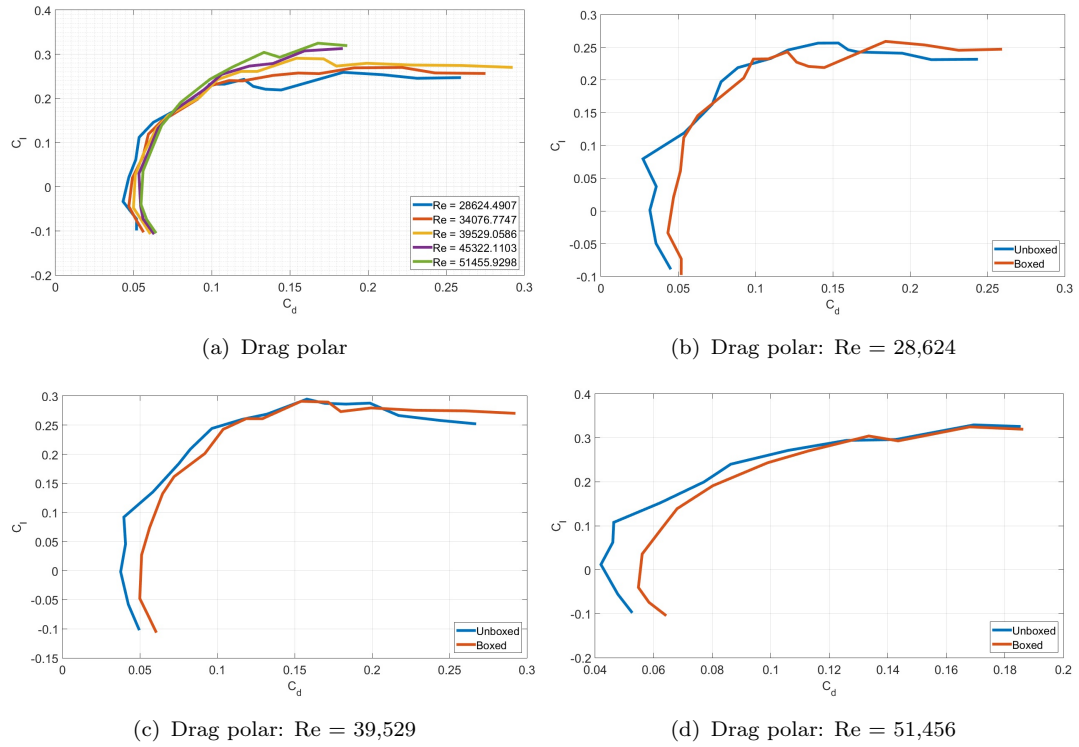 0.4
0.3
0.2
0.1
0
-0.1
-0.2
C_l
0
0.05
0.1
0.15
0.2
0.25
0.3
C_d
Re = 28624.4907
Re = 34076.7747
Re = 39529.0586
Re = 45322.1103
Re = 51455.9298
(a) Drag polar
0.3
0.25
0.2
0.15
0.1
0.05
0
-0.05
-0.1
C_l
0
0.05
0.1
0.15
0.2
0.25
0.3
C_d
Unboxed
Boxed
(b) Drag polar: Re = 28,624
0.3
0.25
0.2
0.15
0.1
0.05
0
-0.05
-0.1
-0.15
C_l
0
0.05
0.1
0.15
0.2
0.25
0.3
C_d
Unboxed
Boxed
(c) Drag polar: Re = 39,529
0.4
0.3
0.2
0.1
0
-0.1
-0.2
C_l
0.04
0.06
0.08
0.1
0.12
0.14
0.16
0.18
0.2
C_d
Unboxed
Boxed
(d) Drag polar: Re = 51,456